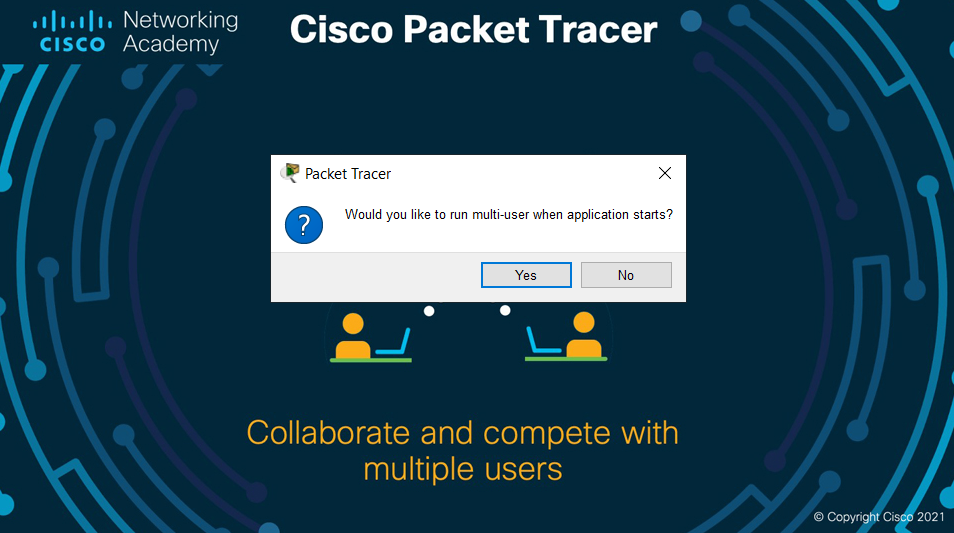 CISCO
Networking
Academy
Cisco Packet Tracer
Packet Tracer
?
Would you like to run multi-user when application starts?
Yes
No
Collaborate and compete with
multiple users
© Copyright Cisco 2021